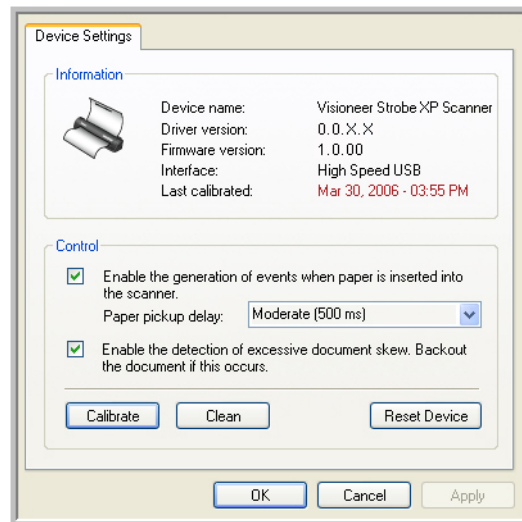 Device Settings
Information
Device name: Visioneer Strobe XP Scanner
Driver version: 0.0.X.X
Firmware version: 1.0.00
Interface: High Speed USB
Last calibrated: Mar 30, 2006 - 03:55 PM
Control
Enable the generation of events when paper is inserted into
the scanner.
Paper pickup delay: Moderate (500 ms)
Enable the detection of excessive document skew. Backout
the document if this occurs.
Calibrate Clean Reset Device
OK Cancel Apply